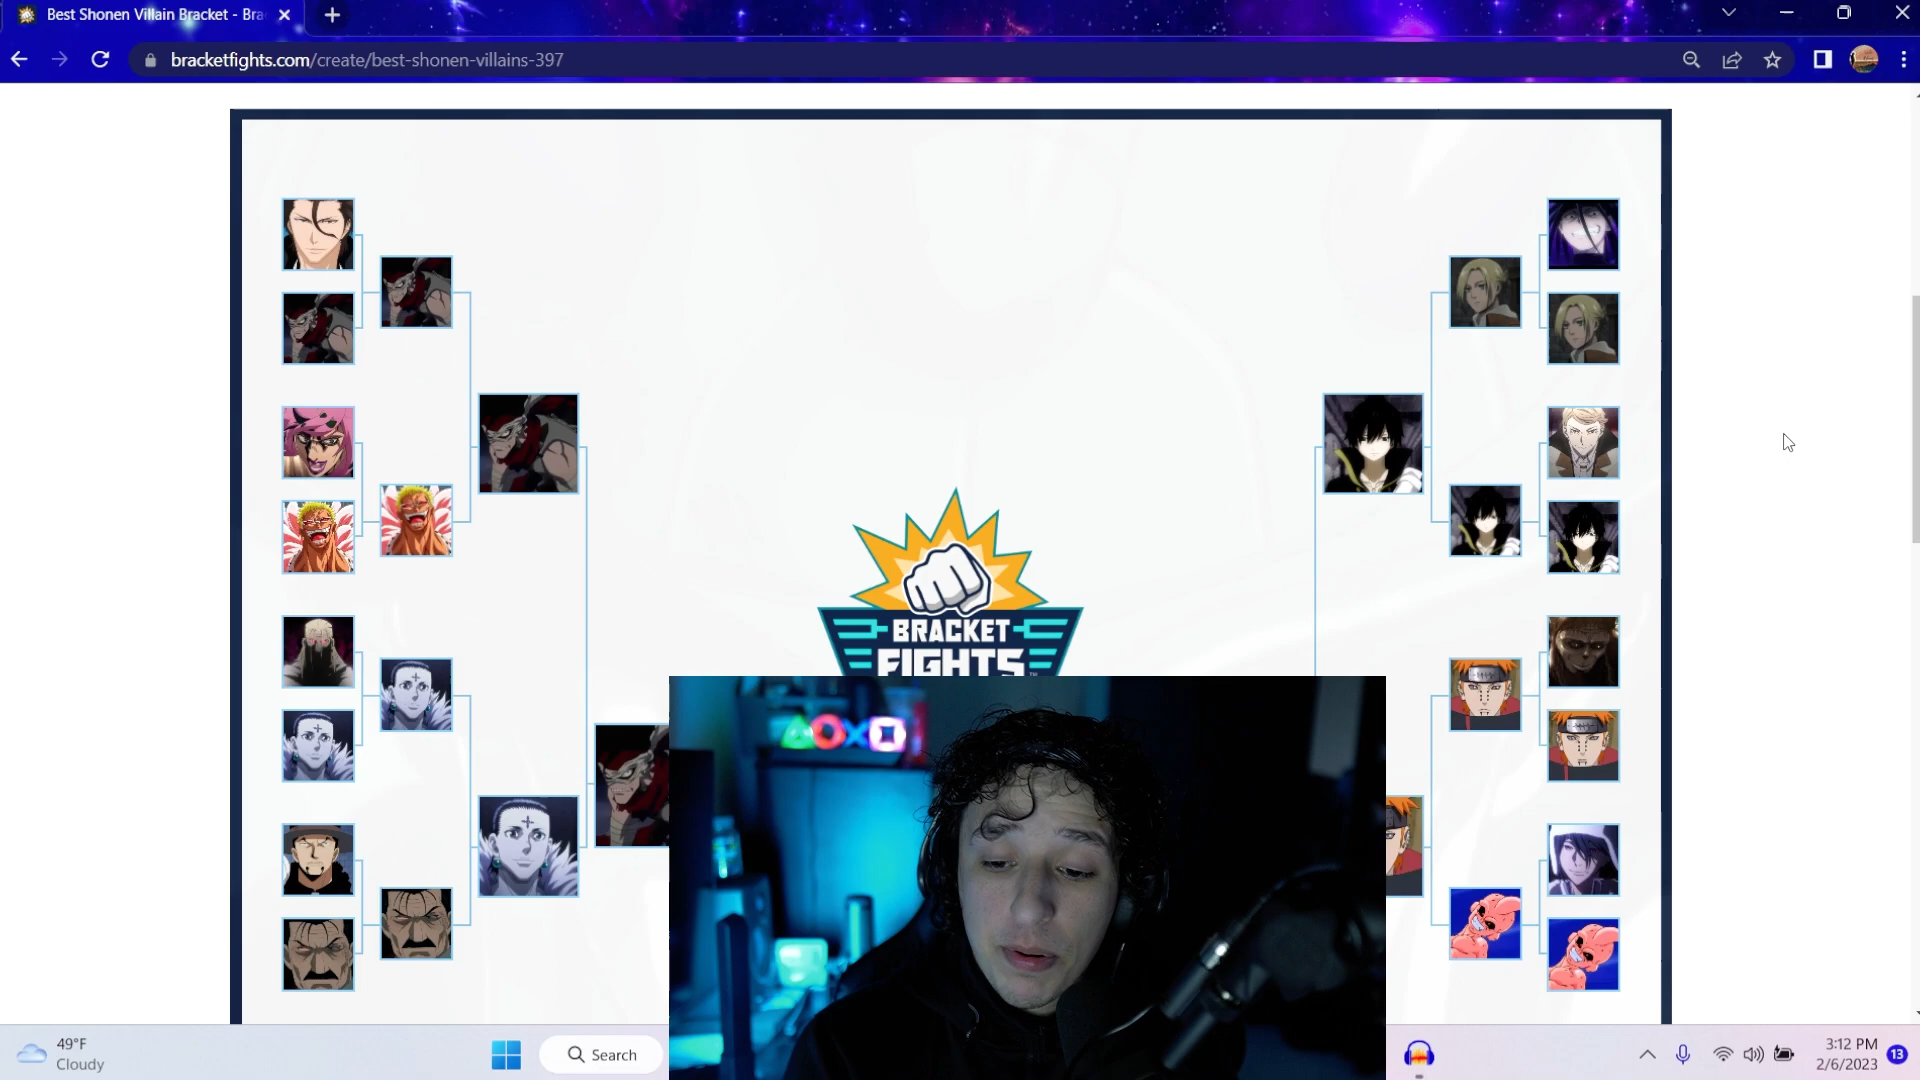 Best Shonen Villain Bracket - Bra
bracketfights.com/create/best-shonen-villains-397
BRACKET
FIGHTS
TM
49°F
Cloudy
Search
3:12 PM
2/6/2023
13